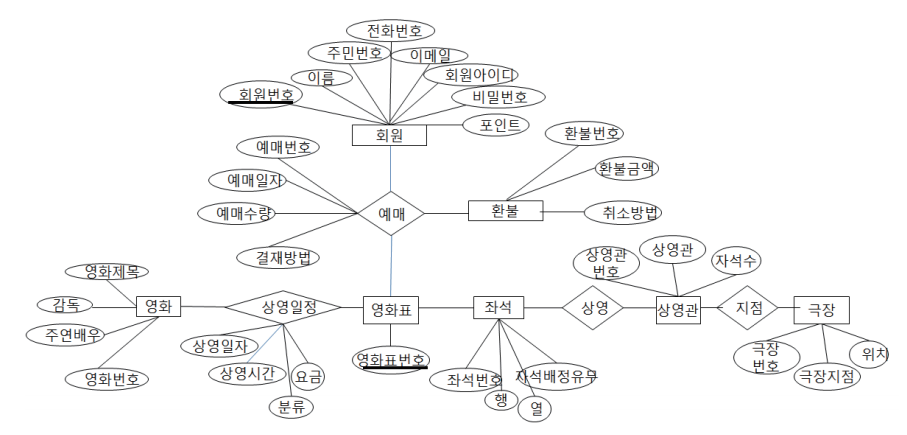 전화번호
주민번호
이메일
이름
회원아이디
회원번호
비밀번호
회원
포인트
예매번호
환불번호
예매일자
환불금액
예매수량
예매
환불
취소방법
결재방법
상영관
번호
상영관
자석수
영화제목
감독
영화
상영일정
영화표
좌석
상영
상영관
지점
극장
주연배우
상영일자
영화표번호
극장
번호
위치
영화번호
상영시간
요금
좌석번호
자석배정유무
극장지점
분류
행
열